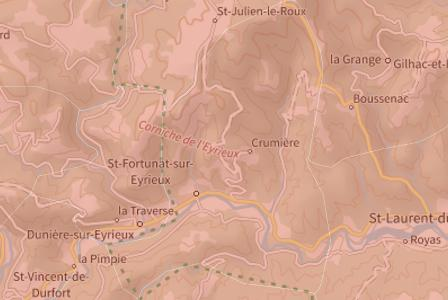 St-Julien-le-Roux
rd
la Grange
Gilhac-et-
Boussenac
Corniche de l'Eyrieux
Crumière
St-Fortunat-sur-
Eyrieux
la Traverse
St-Laurent-du
Dunière-sur-Eyrieux
Royas
la Pimpie
St-Vincent-de-
Durfort